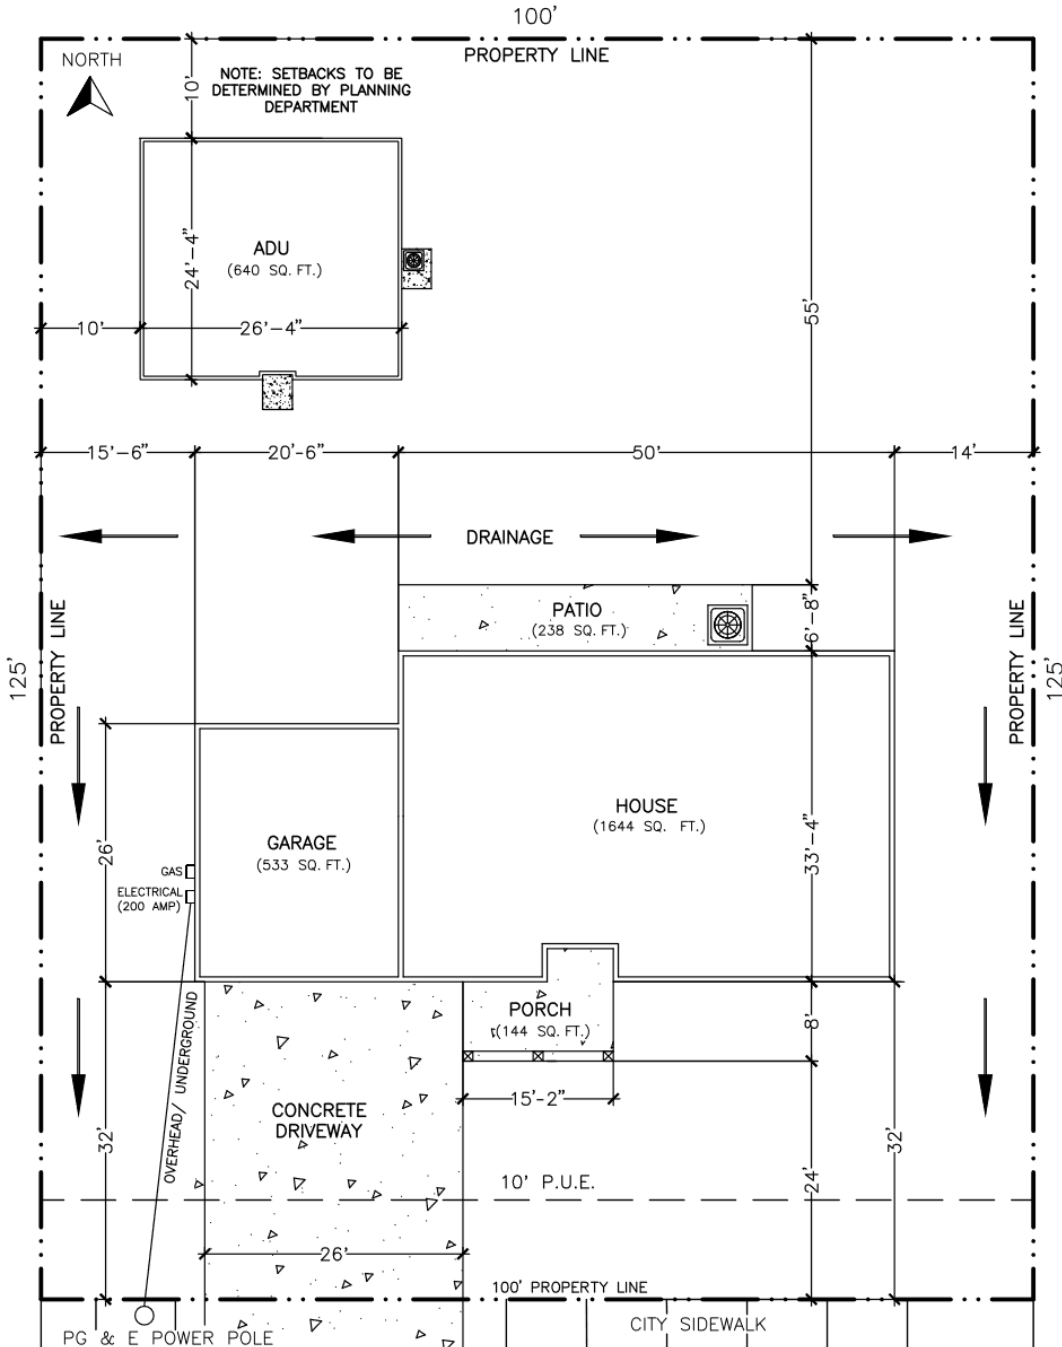 100'
PROPERTY LINE
NORTH
NOTE: SETBACKS TO BE
DETERMINED BY PLANNING
DEPARTMENT
10'
ADU
(640 SQ. FT.)
24'-4"
10'
26'-4"
55'
15'-6"
20'-6"
50'
14'
DRAINAGE
PATIO
(238 SQ. FT.)
6'-8"
125'
PROPERTY LINE
PROPERTY LINE
125'
HOUSE
(1644 SQ. FT.)
GARAGE
(533 SQ. FT.)
26'
33'-4"
GAS
ELECTRICAL
(200 AMP)
OVERHEAD/ UNDERGROUND
PORCH
(144 SQ. FT.)
8'
15'-2"
CONCRETE
DRIVEWAY
32'
32'
10' P.U.E.
24'
26'
100' PROPERTY LINE
CITY SIDEWALK
PG & E POWER POLE